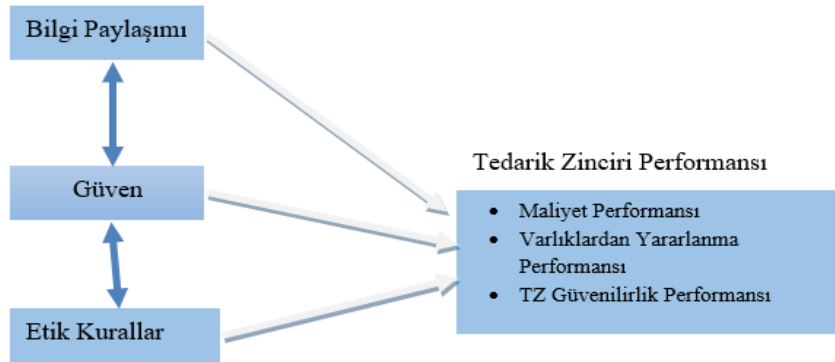 Bilgi Paylaşımı
Güven
Etik Kurallar
Tedarik Zinciri Performansı
• Maliyet Performansı
• Varlıklardan Yararlanma
Performansı
• TZ Güvenilirlik Performansı